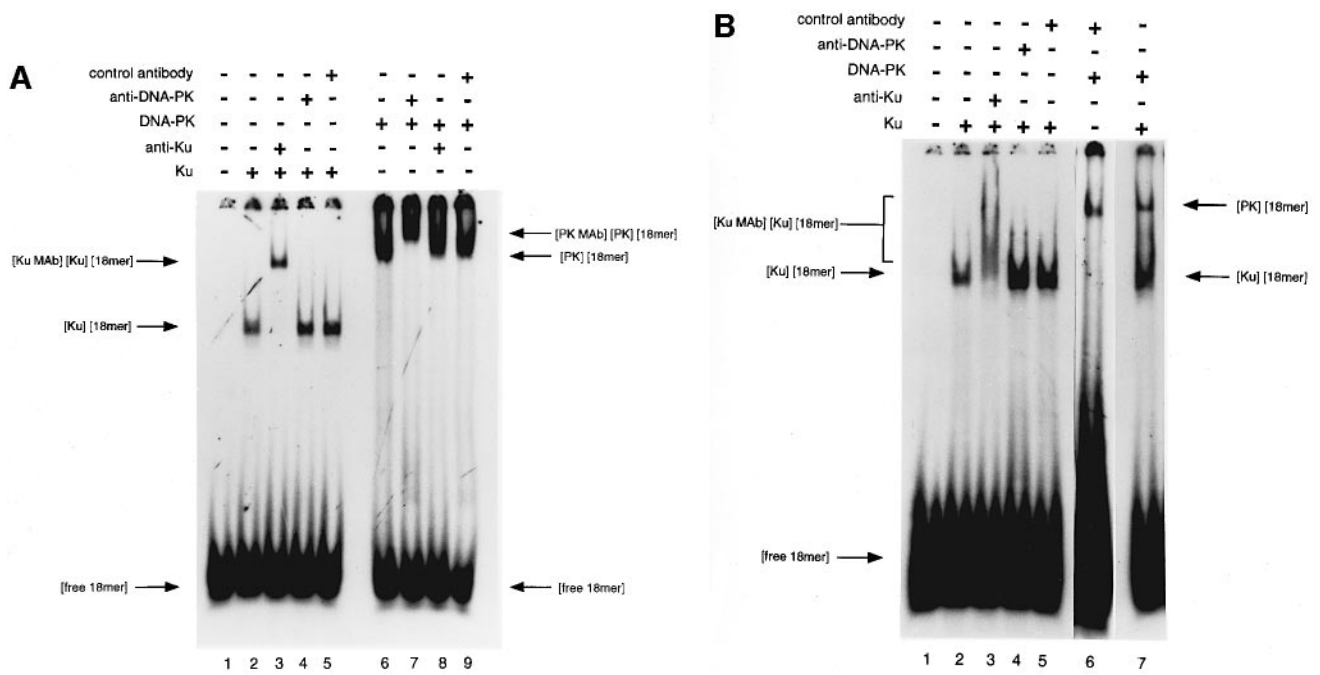 A
control antibody - - - - + - - - +
anti-DNA-PK - - - + - - + - -
DNA-PK - - - - - + + + +
anti-Ku - - + - - - - + -
Ku - + + + + - - - -
[Ku MAb] [Ku] [18mer]
[Ku] [18mer]
[free 18mer]
[PK MAb] [PK] [18mer]
[PK] [18mer]
[free 18mer]
1 2 3 4 5 6 7 8 9
B
control antibody - - - - + + -
anti-DNA-PK - - - + - - -
DNA-PK - - - - - + +
anti-Ku - - + - - - -
Ku - + + + + - +
[Ku MAb] [Ku] [18mer]
[Ku] [18mer]
[free 18mer]
[PK] [18mer]
[Ku] [18mer]
1 2 3 4 5 6 7